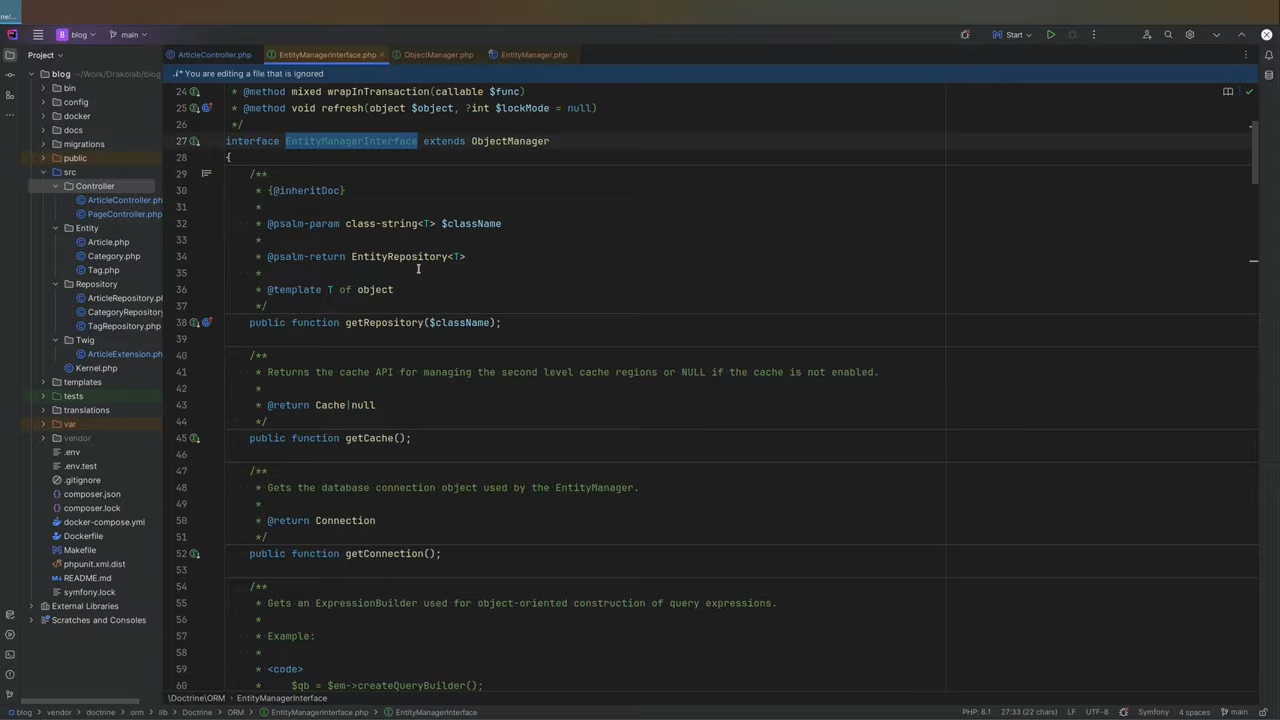 ne/...
blog
main
Start
Project
ArticleController.php
EntityManagerInterface.php
ObjectManager.php
EntityManager.php
You are editing a file that is ignored
blog ~/Work/Drakolab/blog
bin
config
docker
docs
migrations
public
src
Controller
ArticleController.ph
PageController.php
Entity
Article.php
Category.php
Tag.php
Repository
ArticleRepository.pl
CategoryRepository
TagRepository.php
Twig
ArticleExtension.ph
Kernel.php
templates
tests
translations
var
vendor
.env
.env.test
.gitignore
composer.json
composer.lock
docker-compose.yml
Dockerfile
Makefile
phpunit.xml.dist
README.md
symfony.lock
External Libraries
Scratches and Consoles
24 * @method mixed wrapInTransaction(callable $func)
25 * @method void refresh(object $object, ?int $lockMode = null)
26 */
27 interface EntityManagerInterface extends ObjectManager
28 {
29 /**
30 * {@inheritDoc}
31 *
32 * @psalm-param class-string<T> $className
33 *
34 * @psalm-return EntityRepository<T>
35 *
36 * @template T of object
37 */
38 public function getRepository($className);
39
40 /**
41 * Returns the cache API for managing the second level cache regions or NULL if the cache is not enabled.
42 *
43 * @return Cache|null
44 */
45 public function getCache();
46
47 /**
48 * Gets the database connection object used by the EntityManager.
49 *
50 * @return Connection
51 */
52 public function getConnection();
53
54 /**
55 * Gets an ExpressionBuilder used for object-oriented construction of query expressions.
56 *
57 * Example:
58 *
59 * <code>
60 * $qb = $em->createQueryBuilder();
\Doctrine\ORM › EntityManagerInterface
blog › vendor › doctrine › orm › lib › Doctrine › ORM › EntityManagerInterface.php › EntityManagerInterface
PHP: 8.1 27:33 (22 chars) LF UTF-8 Symfony 4 spaces main